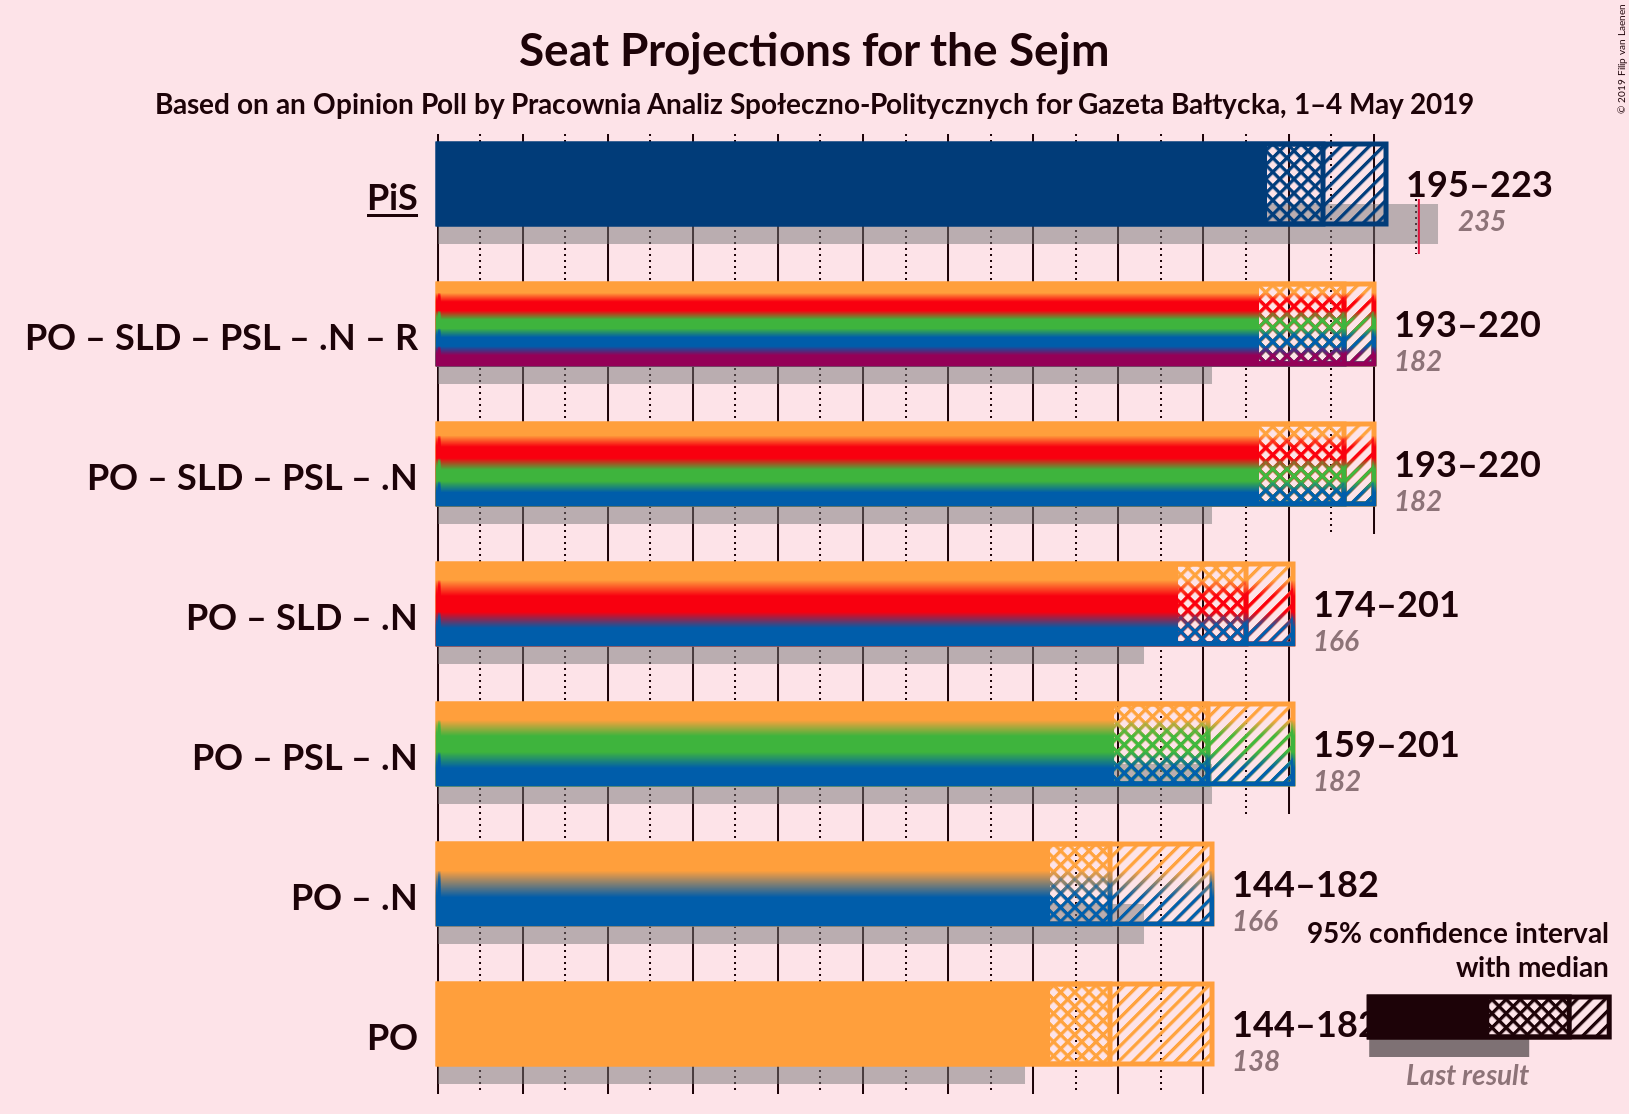 Seat Projections for the Sejm
Based on an Opinion Poll by Pracownia Analiz Społeczno-Politycznych for Gazeta Bałtycka, 1–4 May 2019
© 2019 Filip van Laenen
PiS
195–223
235
PO – SLD – PSL – .N – R
193–220
182
PO – SLD – PSL – .N
193–220
182
PO – SLD – .N
174–201
166
PO – PSL – .N
159–201
182
PO – .N
144–182
166
PO
144–182
138
95% confidence interval
with median
Last result